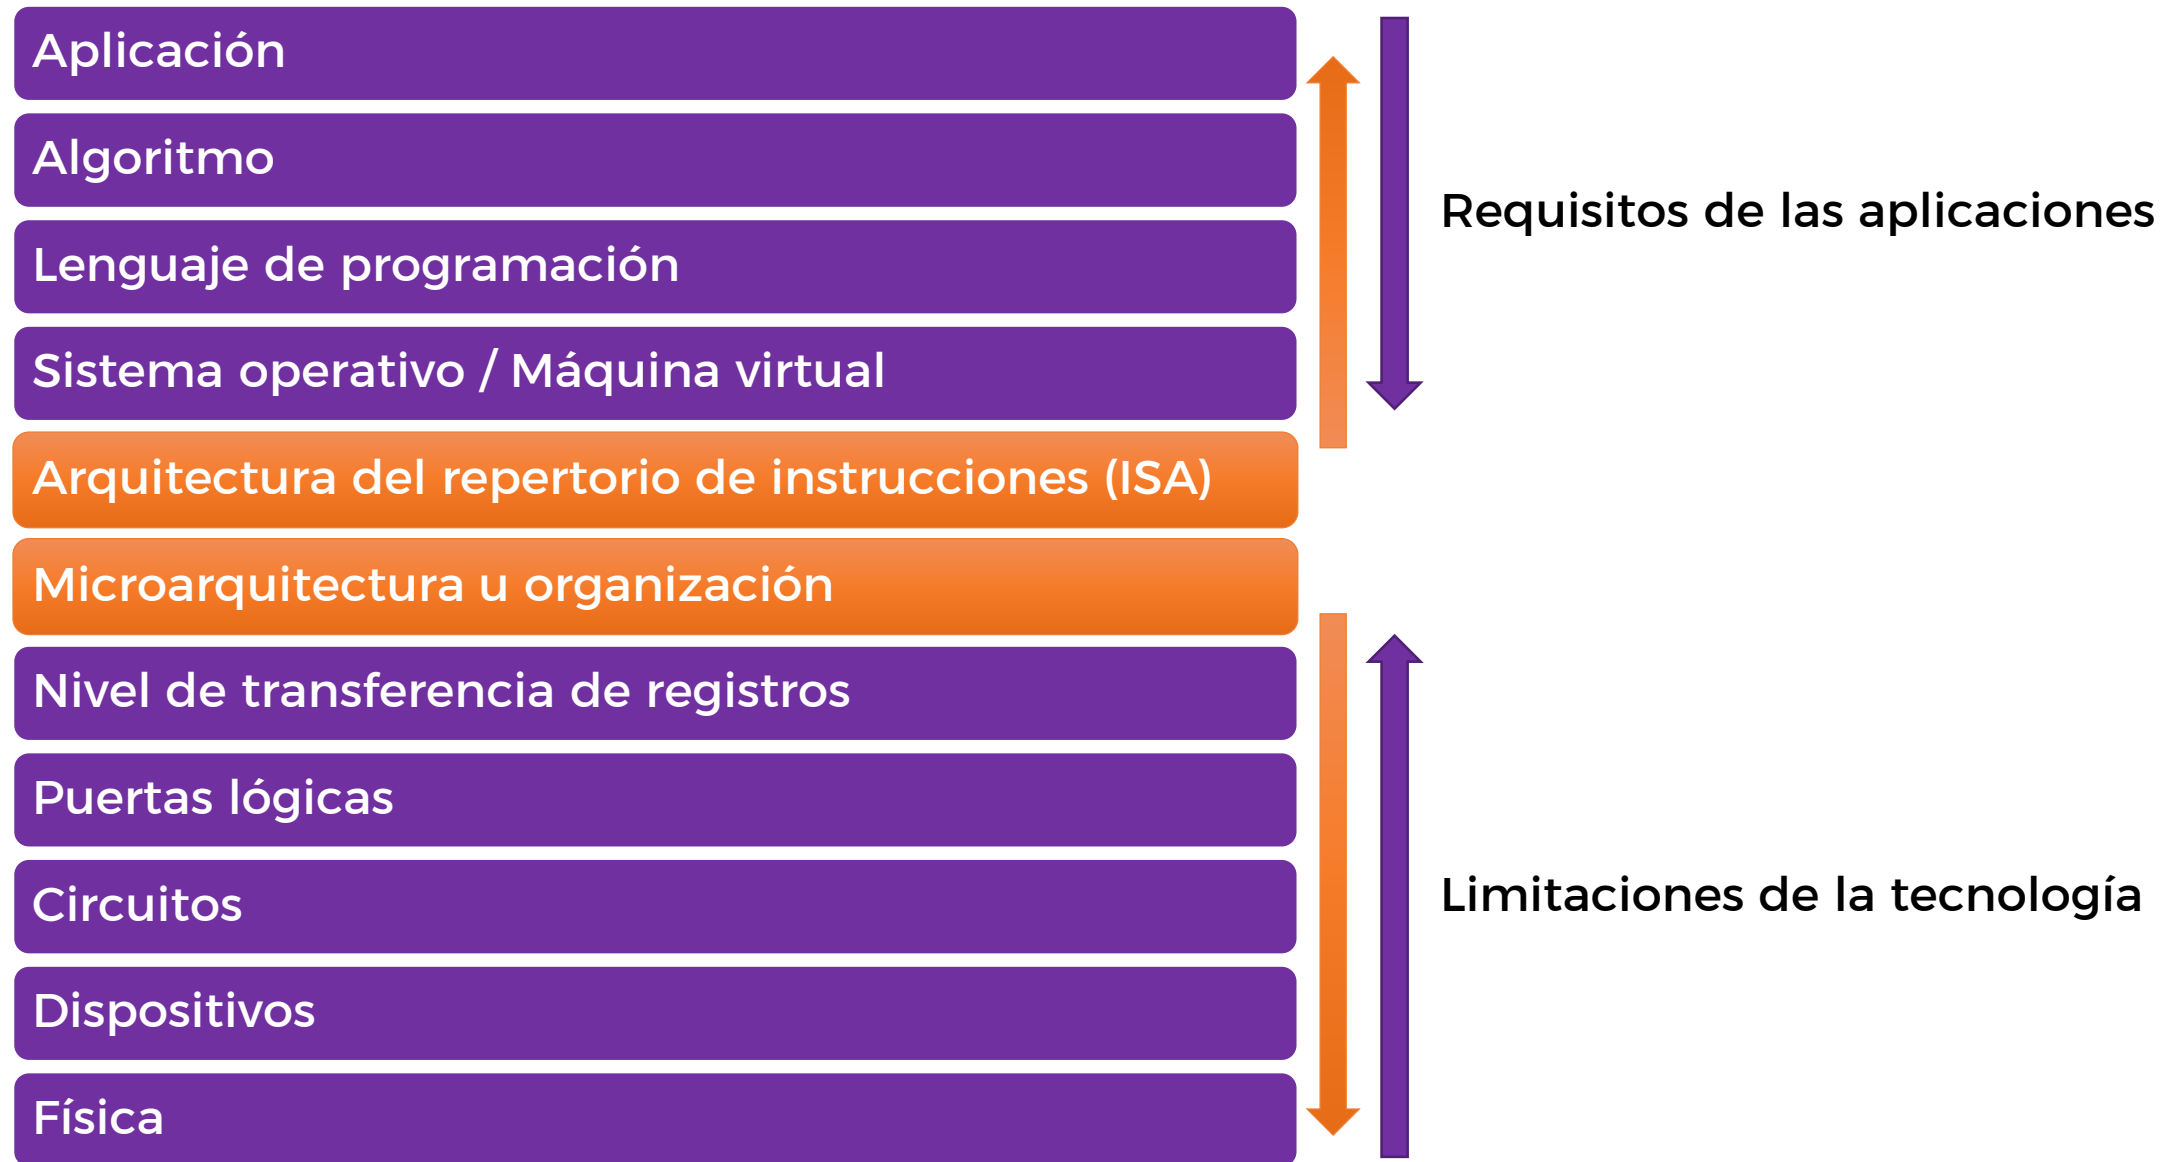 Aplicación
Algoritmo
Lenguaje de programación
Sistema operativo / Máquina virtual
Arquitectura del repertorio de instrucciones (ISA)
Microarquitectura u organización
Nivel de transferencia de registros
Puertas lógicas
Circuitos
Dispositivos
Física
Requisitos de las aplicaciones
Limitaciones de la tecnología